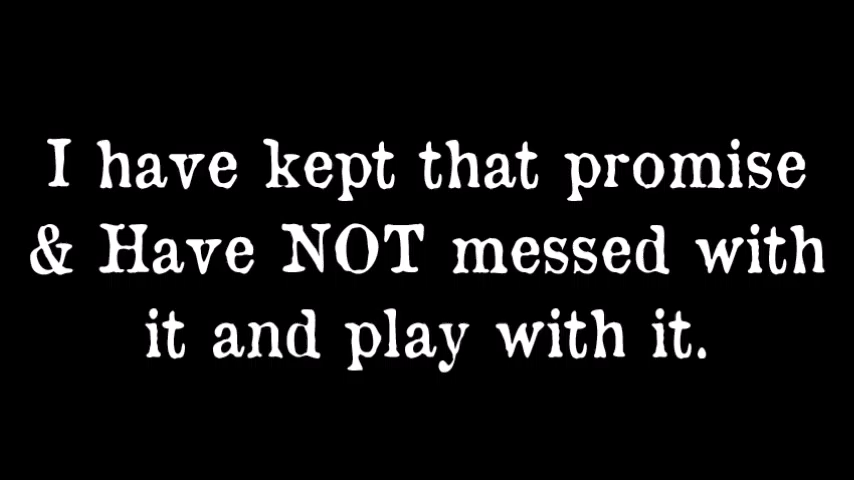 I have kept that promise
& Have NOT messed with
it and play with it.